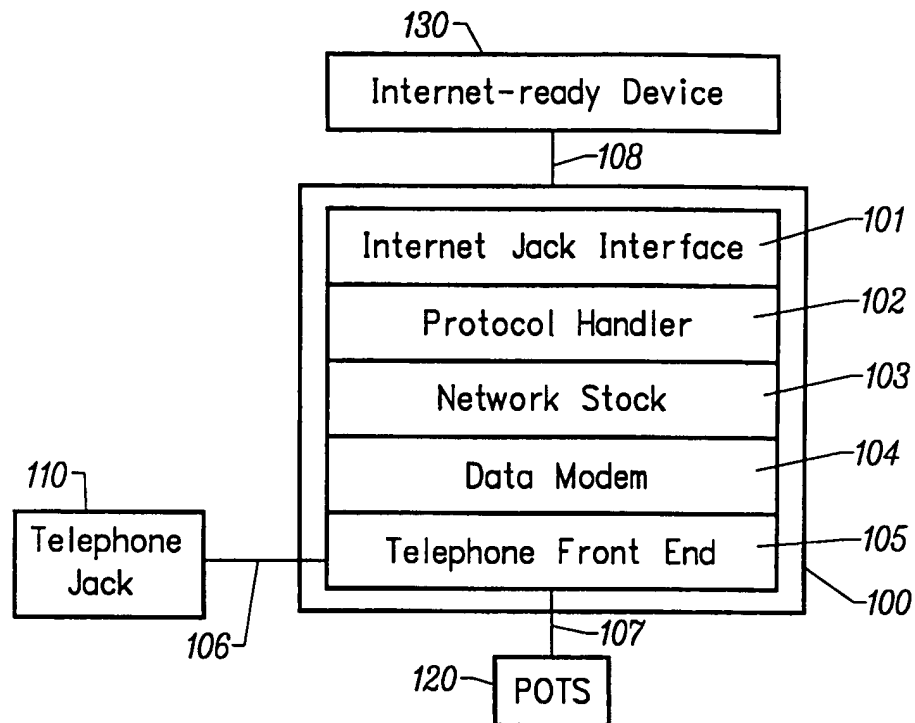 130
Internet-ready Device
108
Internet Jack Interface
101
Protocol Handler
102
Network Stock
103
Data Modem
104
110
Telephone
Jack
Telephone Front End
105
100
106
107
120
POTS